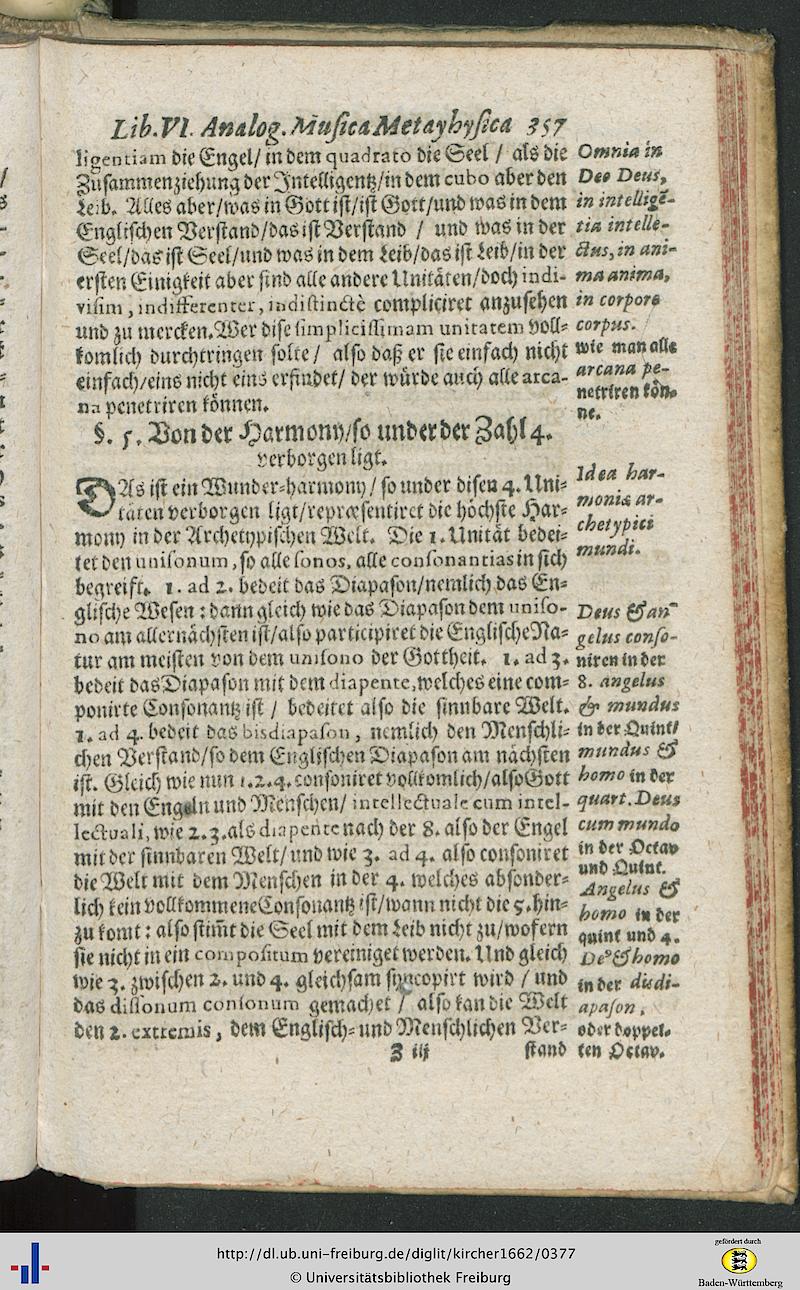 Lib. VI. Analog. Musica Metayhysica 357
ligentiam die Engel/ in dem quadrato die Seel / als die
Zusammenziehung der Intelligentz/in dem cubo aber den
Leib. Alles aber/was in Gott ist/ist Gott/und was in dem
Englischen Verstand/das ist Verstand / und was in der
Seel/das ist Seel/und was in dem Leib/das ist Leib/in der
ersten Einigkeit aber sind alle andere Unitäten/doch indi-
visim, indifferenter, indistinctè compliciret anzusehen
und zu mercken. Wer dise simplicissimam unitatem voll-
komlich durchtringen solte / also daß er sie einfach nicht
einfach/eins nicht eins erfindet/ der würde auch alle arca-
na penetriren können.
§. 5. Von der Harmony/so under der Zahl 4.
verborgen ligt.
DAs ist ein Wunder-harmony / so under disen 4. Uni-
täten verborgen ligt/repræsentiret die höchste Har-
mony in der Archetypischen Welt. Die 1. Unität bedei-
tet den unisonum, so alle sonos, alle consonantias in sich
begreift. 1. ad 2. bedeit das Diapason/nemlich das En-
glische Wesen : dann gleich wie das Diapason dem uniso-
no am allernächsten ist/also participiret die Englische Na-
tur am meisten von dem unisono der Gottheit. 1. ad 3.
bedeit das Diapason mit dem diapente, welches eine com-
ponirte Consonantz ist / bedeitet also die sinnbare Welt.
1. ad 4. bedeit das bisdiapason, nemlich den Menschli-
chen Verstand/so dem Englischen Diapason am nächsten
ist. Gleich wie nun 1. 2. 4. consoniret vollkomlich/also Gott
mit den Engeln und Menschen/ intellectuale cum intel-
lectuali, wie 2. 3. als diapente nach der 8. also der Engel
mit der sinnbaren Welt/ und wie 3. ad 4. also consoniret
die Welt mit dem Menschen in der 4. welches absonder-
lich kein vollkommene Consonantz ist/wann nicht die 5. hin-
zu komt : also stim̃t die Seel mit dem Leib nicht zu/wofern
sie nicht in ein compositum vereiniget werden. Und gleich
wie 3. zwischen 2. und 4. gleichsam syncopirt wird / und
das dissonum consonum gemachet / also kan die Welt
den 2. extremis, dem Englisch- und Menschlichen Ver-
Z iij stand
Omnia in
Deo Deus,
in intelligẽ-
tia intelle-
ctus, in ani-
ma anima,
in corpore
corpus.
wie man alle
arcana pe-
netriren kön-
ne.
Idea har-
moniæ ar-
chetypici
mundi.
Deus & an-
gelus conso-
niren in der
8. angelus
& mundus
in der Quint/
mundus &
homo in der
quart. Deus
cum mundo
in der Octav
und Quint.
Angelus &
homo in der
quint und 4.
De⁹ & homo
in der disdi-
apason,
oder doppel-
ten Octav.
http://dl.ub.uni-freiburg.de/diglit/kircher1662/0377
© Universitätsbibliothek Freiburg
gefördert durch
Baden-Württemberg